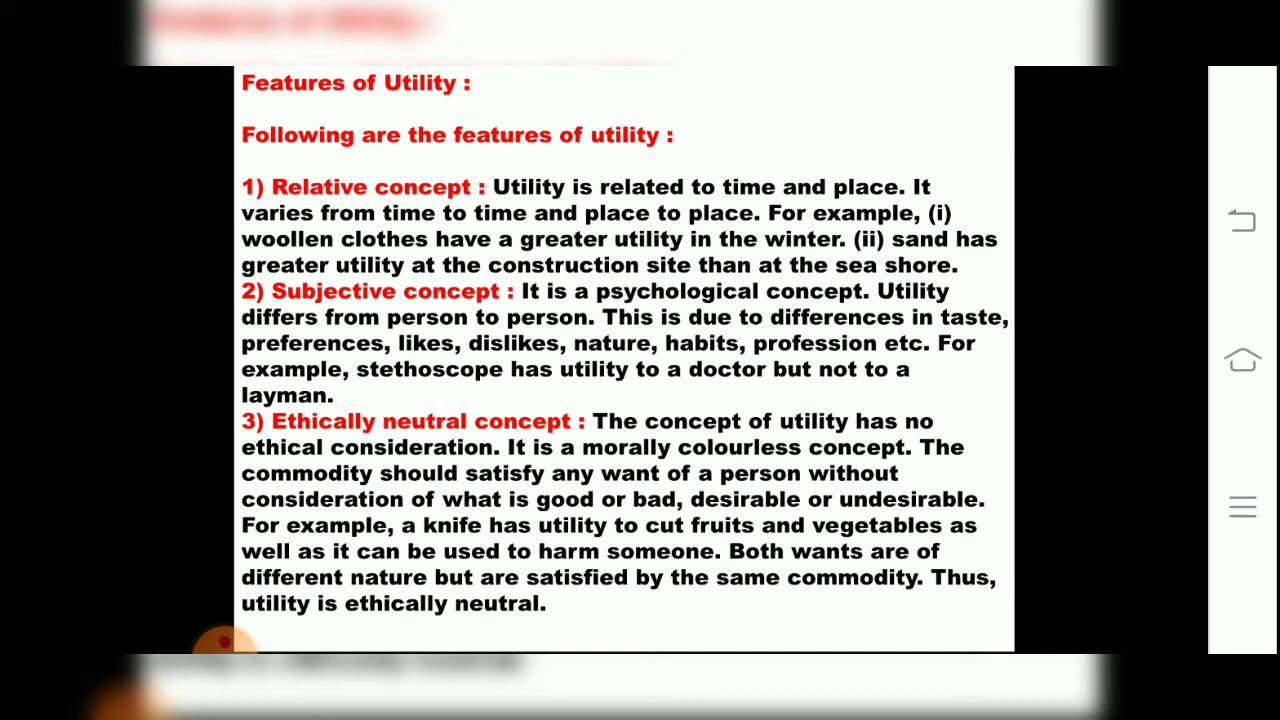 Features of Utility :
Following are the features of utility :
1) Relative concept : Utility is related to time and place. It
varies from time to time and place to place. For example, (i)
woollen clothes have a greater utility in the winter. (ii) sand has
greater utility at the construction site than at the sea shore.
2) Subjective concept : It is a psychological concept. Utility
differs from person to person. This is due to differences in taste,
preferences, likes, dislikes, nature, habits, profession etc. For
example, stethoscope has utility to a doctor but not to a
layman.
3) Ethically neutral concept : The concept of utility has no
ethical consideration. It is a morally colourless concept. The
commodity should satisfy any want of a person without
consideration of what is good or bad, desirable or undesirable.
For example, a knife has utility to cut fruits and vegetables as
well as it can be used to harm someone. Both wants are of
different nature but are satisfied by the same commodity. Thus,
utility is ethically neutral.